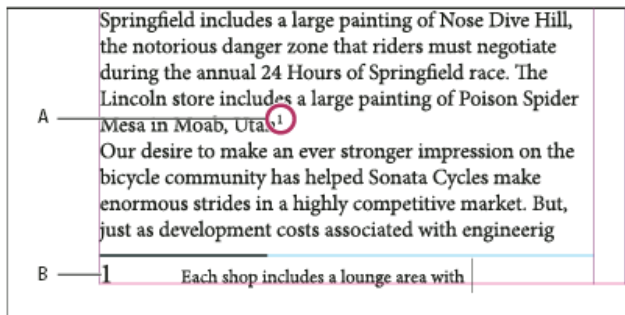 Springfield includes a large painting of Nose Dive Hill,
the notorious danger zone that riders must negotiate
during the annual 24 Hours of Springfield race. The
Lincoln store includes a large painting of Poison Spider
A Mesa in Moab, Utah¹
Our desire to make an ever stronger impression on the
bicycle community has helped Sonata Cycles make
enormous strides in a highly competitive market. But,
just as development costs associated with engineerig
B 1 Each shop includes a lounge area with